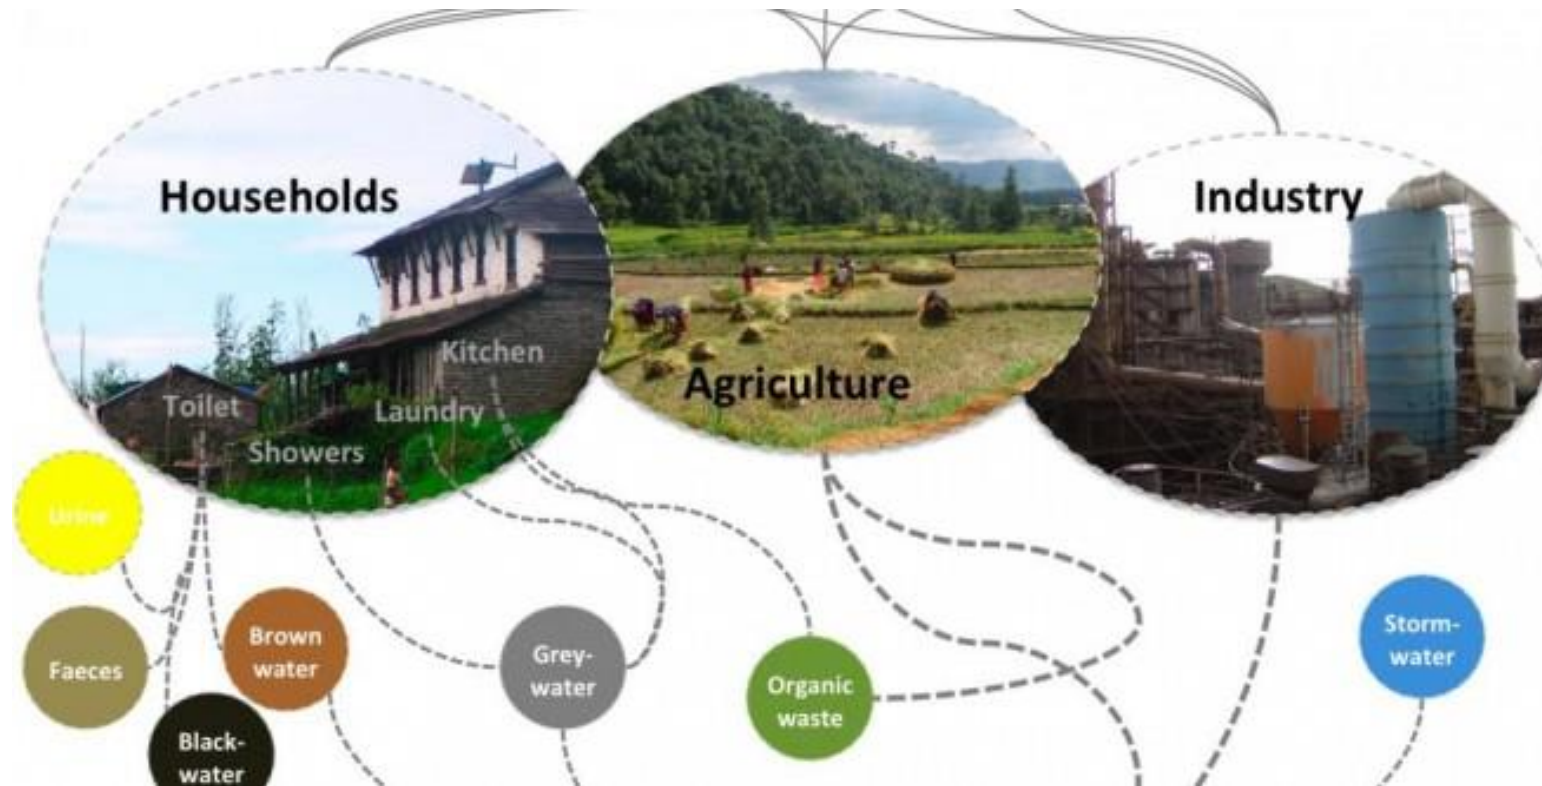 Households
Industry
Kitchen
Agriculture
Toilet
Laundry
Showers
Urine
Faeces
Brown
water
Grey-
water
Organic
waste
Storm-
water
Black-
water